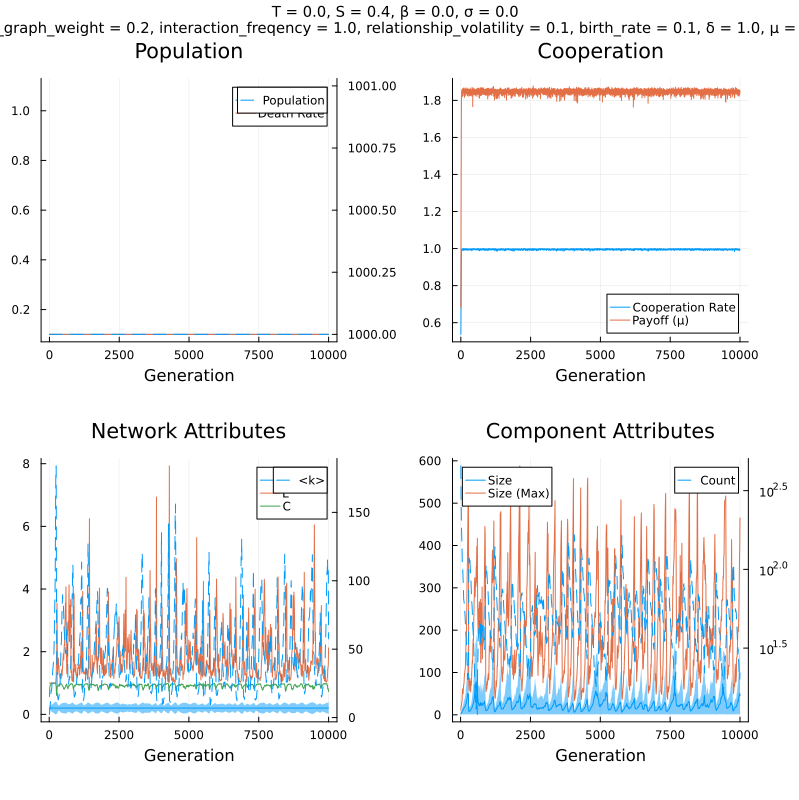 T = 0.0, S = 0.4, β = 0.0, σ = 0.0
_graph_weight = 0.2, interaction_freqency = 1.0, relationship_volatility = 0.1, birth_rate = 0.1, δ = 1.0, μ =
Population
1.0
0.8
0.6
0.4
0.2
1001.00
1000.75
1000.50
1000.25
1000.00
Population
Death Rate
0 2500 5000 7500 10000
Generation
Cooperation
1.8
1.6
1.4
1.2
1.0
0.8
0.6
Cooperation Rate
Payoff (μ)
0 2500 5000 7500 10000
Generation
Network Attributes
8
6
4
2
0
150
100
50
0
<k>
C
0 2500 5000 7500 10000
Generation
Component Attributes
600
500
400
300
200
100
0
Size
Size (Max)
Count
10^2.5
10^2.0
10^1.5
0 2500 5000 7500 10000
Generation